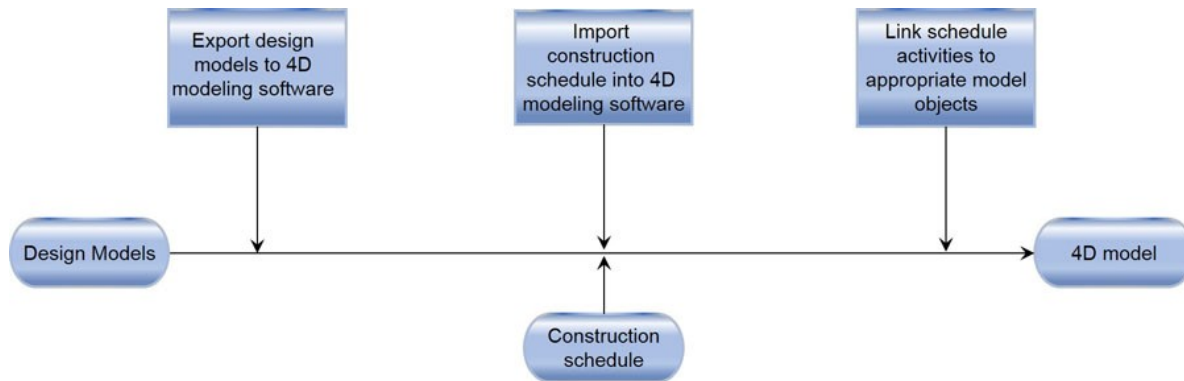 Export design
models to 4D
modeling software
Import
construction
schedule into 4D
modeling software
Link schedule
activities to
appropriate model
objects
Design Models
4D model
Construction
schedule